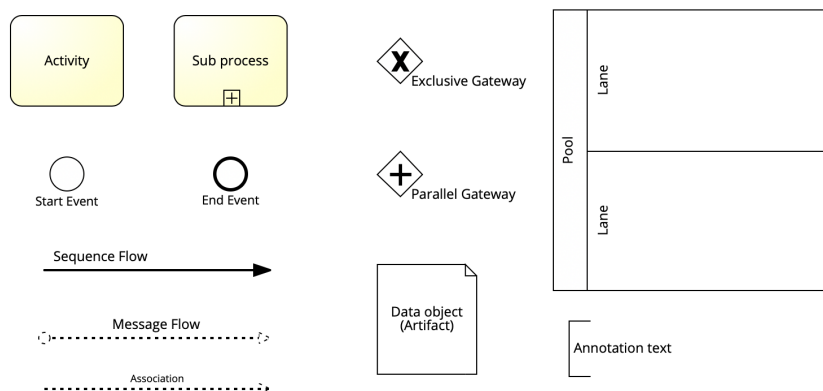 Activity
Sub process
Exclusive Gateway
Start Event
End Event
Parallel Gateway
Pool
Lane
Lane
Sequence Flow
Message Flow
Association
Data object
(Artifact)
Annotation text